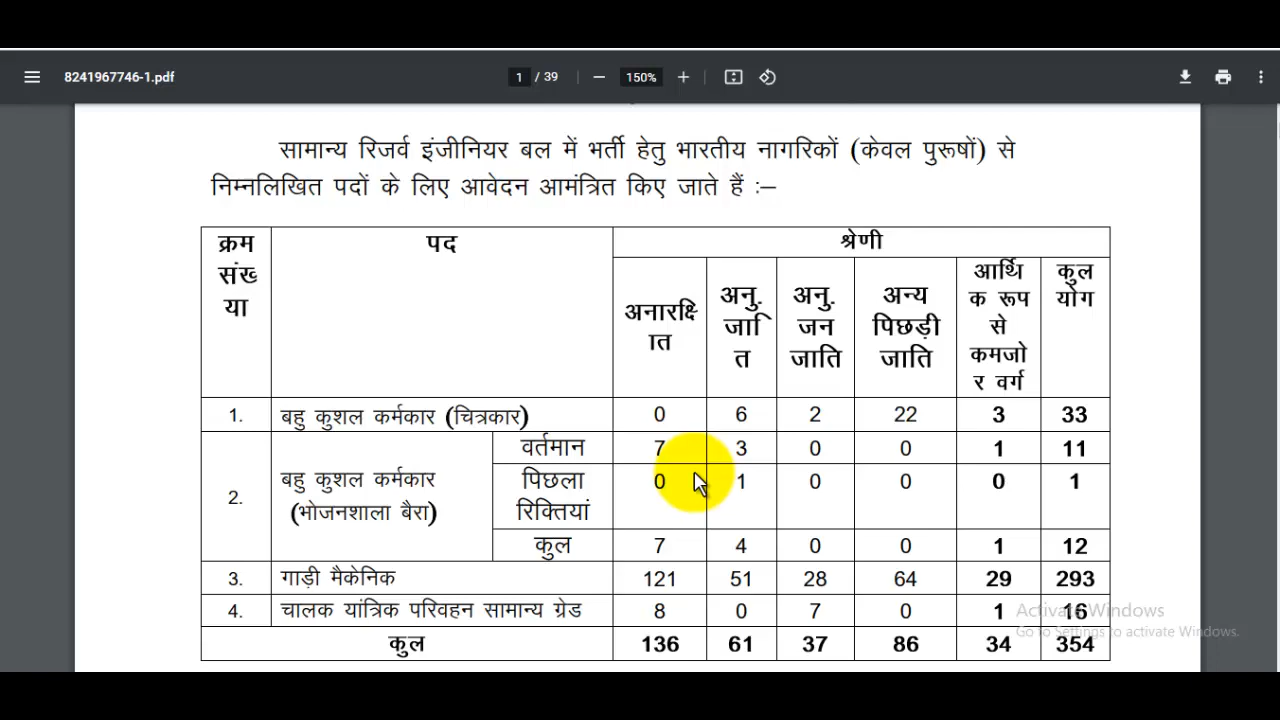 8241967746-1.pdf
1 / 39
150%
सामान्य रिजर्व इंजीनियर बल में भर्ती हेतु भारतीय नागरिकों (केवल पुरूषों) से
निम्नलिखित पदों के लिए आवेदन आमंत्रित किए जाते हैं :–
क्रम संख्या पद श्रेणी
अनारक्षित अनु. जाति अनु. जन जाति अन्य पिछड़ी जाति आर्थिक रूप से कमजोर वर्ग कुल योग
1. बहु कुशल कर्मकार (चित्रकार) 0 6 2 22 3 33
2. बहु कुशल कर्मकार (भोजनशाला बैरा) वर्तमान 7 3 0 0 1 11
पिछला रिक्तियां 0 1 0 0 0 1
कुल 7 4 0 0 1 12
3. गाड़ी मैकेनिक 121 51 28 64 29 293
4. चालक यांत्रिक परिवहन सामान्य ग्रेड 8 0 7 0 1 16
कुल 136 61 37 86 34 354
Activate Windows
Go to Settings to activate Windows.